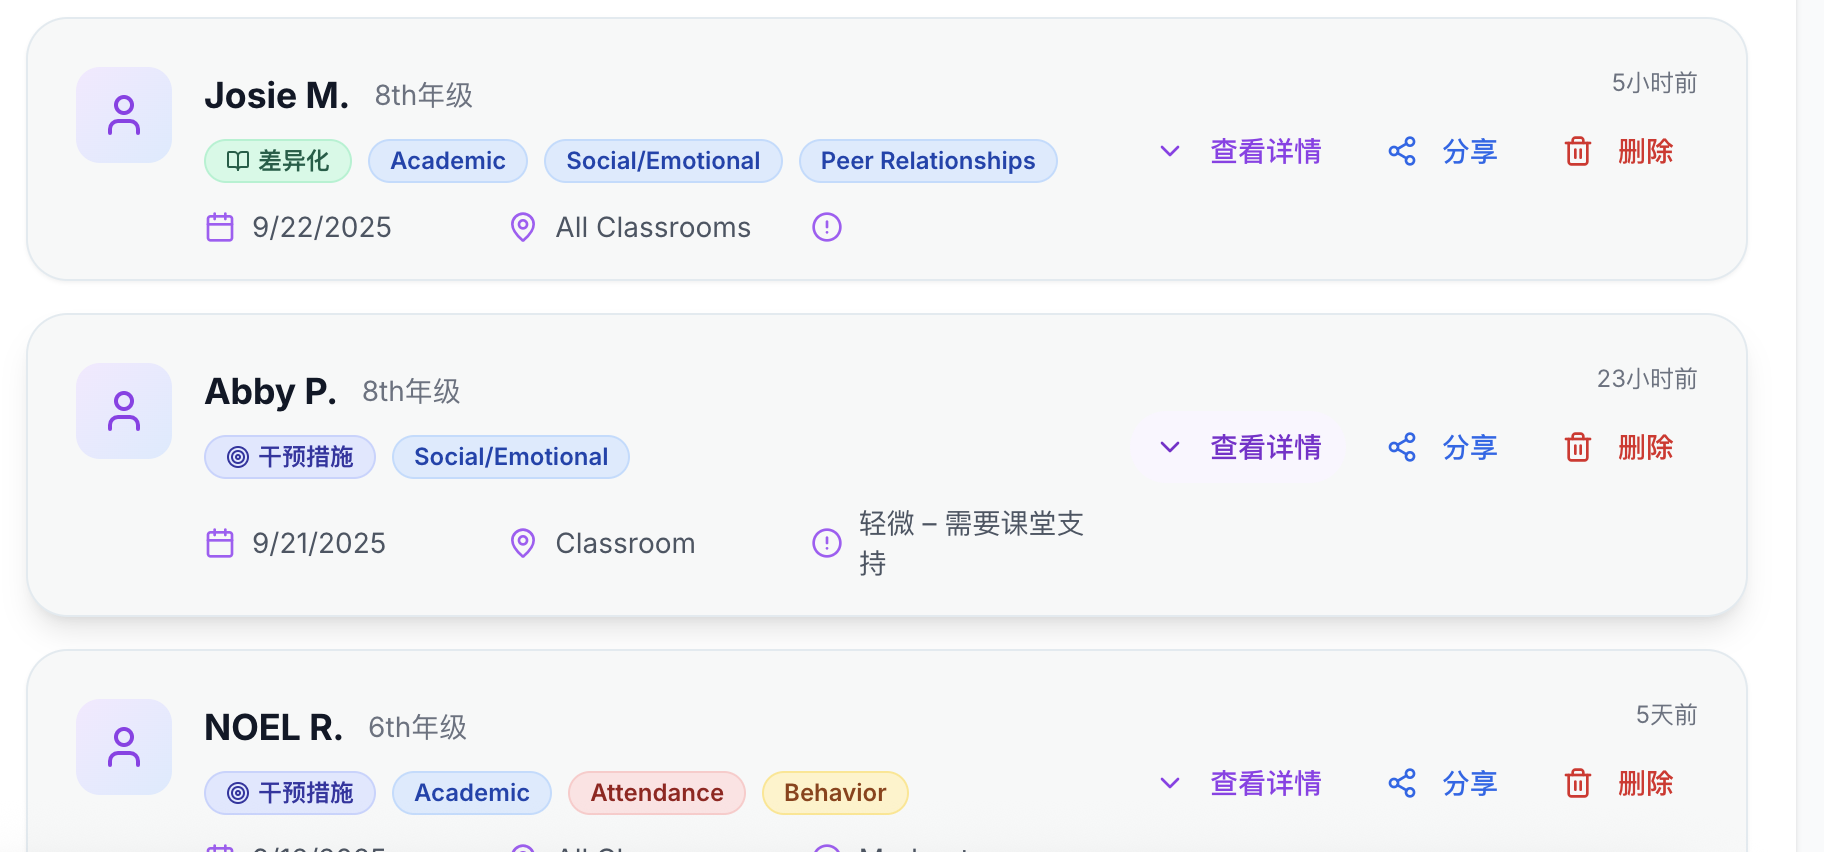 Josie M. 8th年级
5小时前
差异化 Academic Social/Emotional Peer Relationships
查看详情 分享 删除
9/22/2025 All Classrooms
Abby P. 8th年级
23小时前
干预措施 Social/Emotional
查看详情 分享 删除
9/21/2025 Classroom 轻微 – 需要课堂支
持
NOEL R. 6th年级
5天前
干预措施 Academic Attendance Behavior
查看详情 分享 删除